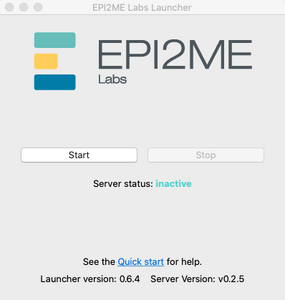 EPI2ME Labs Launcher
EPI2ME
Labs
Start
Stop
Server status: inactive
See the Quick start for help.
Launcher version: 0.6.4 Server Version: v0.2.5